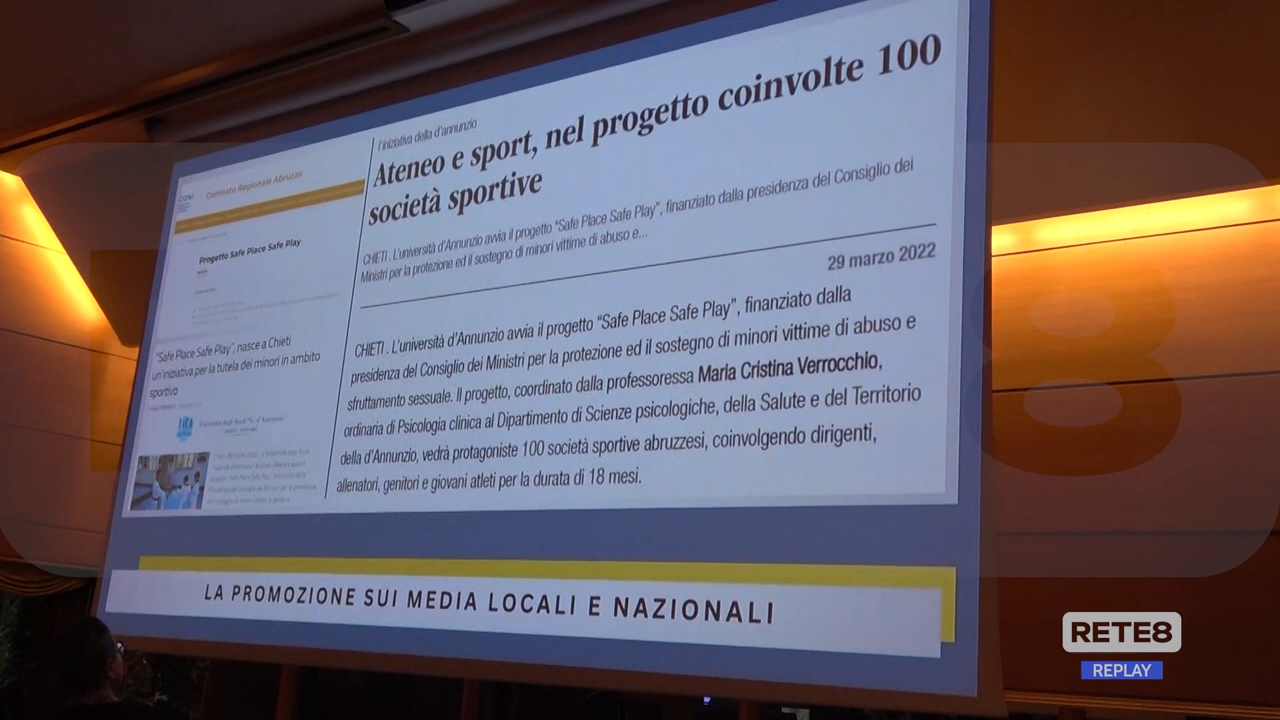 CONI
Comitato Regionale Abruzzo
Progetto Safe Place Safe Play
"Safe Place Safe Play", nasce a Chieti
un'iniziativa per la tutela dei minori in ambito
sportivo
l'iniziativa della d'annunzio
Ateneo e sport, nel progetto coinvolte 100
società sportive
CHIETI . L'università d'Annunzio avvia il progetto “Safe Place Safe Play”, finanziato dalla presidenza del Consiglio dei
Ministri per la protezione ed il sostegno di minori vittime di abuso e...
29 marzo 2022
CHIETI . L'università d'Annunzio avvia il progetto “Safe Place Safe Play”, finanziato dalla
presidenza del Consiglio dei Ministri per la protezione ed il sostegno di minori vittime di abuso e
sfruttamento sessuale. Il progetto, coordinato dalla professoressa Maria Cristina Verrocchio,
ordinaria di Psicologia clinica al Dipartimento di Scienze psicologiche, della Salute e del Territorio
della d'Annunzio, vedrà protagoniste 100 società sportive abruzzesi, coinvolgendo dirigenti,
allenatori, genitori e giovani atleti per la durata di 18 mesi.
LA PROMOZIONE SUI MEDIA LOCALI E NAZIONALI
8
RETE8
REPLAY